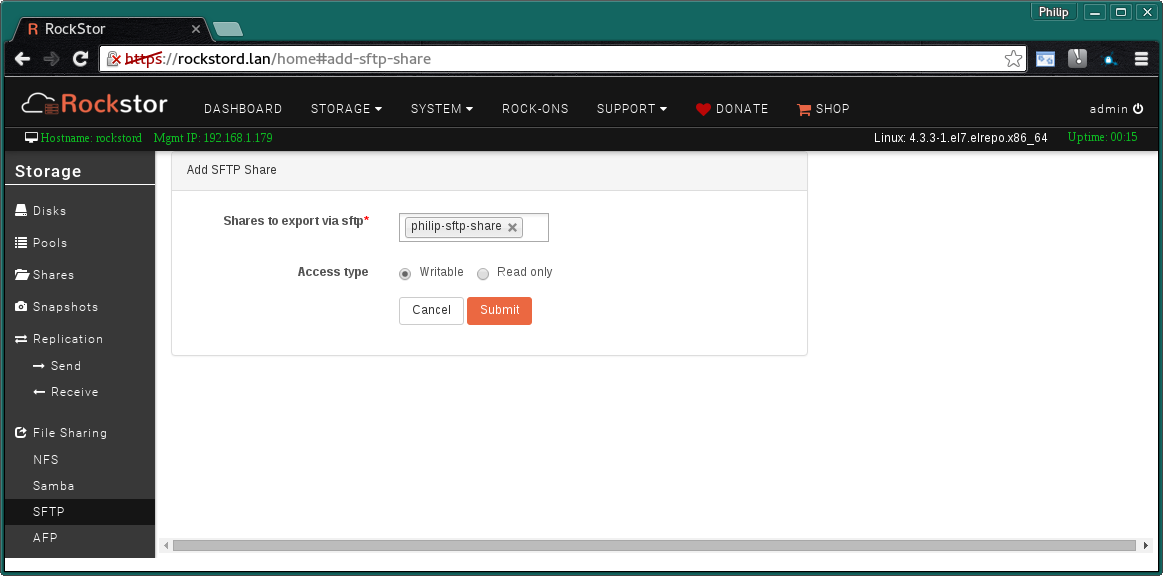 Philip
R RockStor
https://rockstord.lan/home#add-sftp-share
Rockstor DASHBOARD STORAGE SYSTEM ROCK-ONS SUPPORT DONATE SHOP admin
Hostname: rockstord Mgmt IP: 192.168.1.179 Linux: 4.3.3-1.el7.elrepo.x86_64 Uptime: 00:15
Storage
Disks
Pools
Shares
Snapshots
Replication
Send
Receive
File Sharing
NFS
Samba
SFTP
AFP
Add SFTP Share
Shares to export via sftp* philip-sftp-share
Access type Writable Read only
Cancel Submit